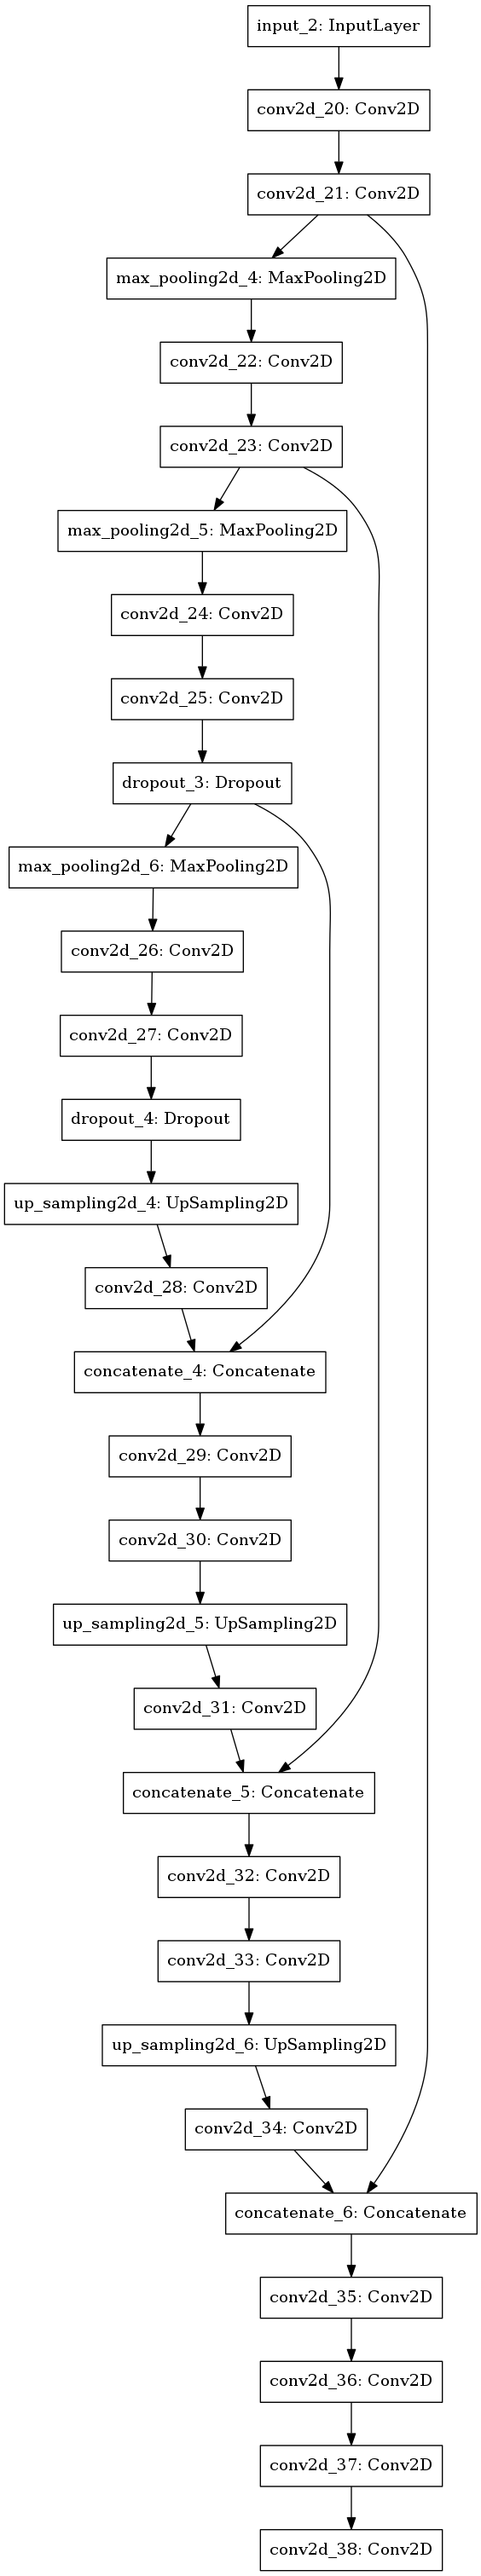 input_2: InputLayer
conv2d_20: Conv2D
conv2d_21: Conv2D
max_pooling2d_4: MaxPooling2D
conv2d_22: Conv2D
conv2d_23: Conv2D
max_pooling2d_5: MaxPooling2D
conv2d_24: Conv2D
conv2d_25: Conv2D
dropout_3: Dropout
max_pooling2d_6: MaxPooling2D
conv2d_26: Conv2D
conv2d_27: Conv2D
dropout_4: Dropout
up_sampling2d_4: UpSampling2D
conv2d_28: Conv2D
concatenate_4: Concatenate
conv2d_29: Conv2D
conv2d_30: Conv2D
up_sampling2d_5: UpSampling2D
conv2d_31: Conv2D
concatenate_5: Concatenate
conv2d_32: Conv2D
conv2d_33: Conv2D
up_sampling2d_6: UpSampling2D
conv2d_34: Conv2D
concatenate_6: Concatenate
conv2d_35: Conv2D
conv2d_36: Conv2D
conv2d_37: Conv2D
conv2d_38: Conv2D